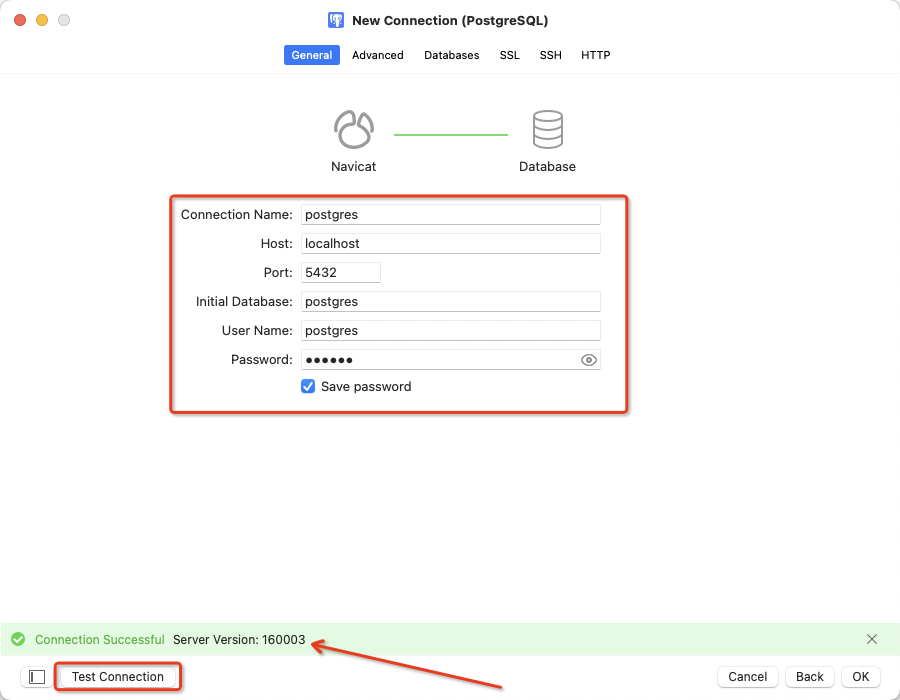 New Connection (PostgreSQL)
General Advanced Databases SSL SSH HTTP
Navicat Database
Connection Name: postgres
Host: localhost
Port: 5432
Initial Database: postgres
User Name: postgres
Password: ●●●●●●
Save password
Connection Successful Server Version: 160003
Test Connection Cancel Back OK